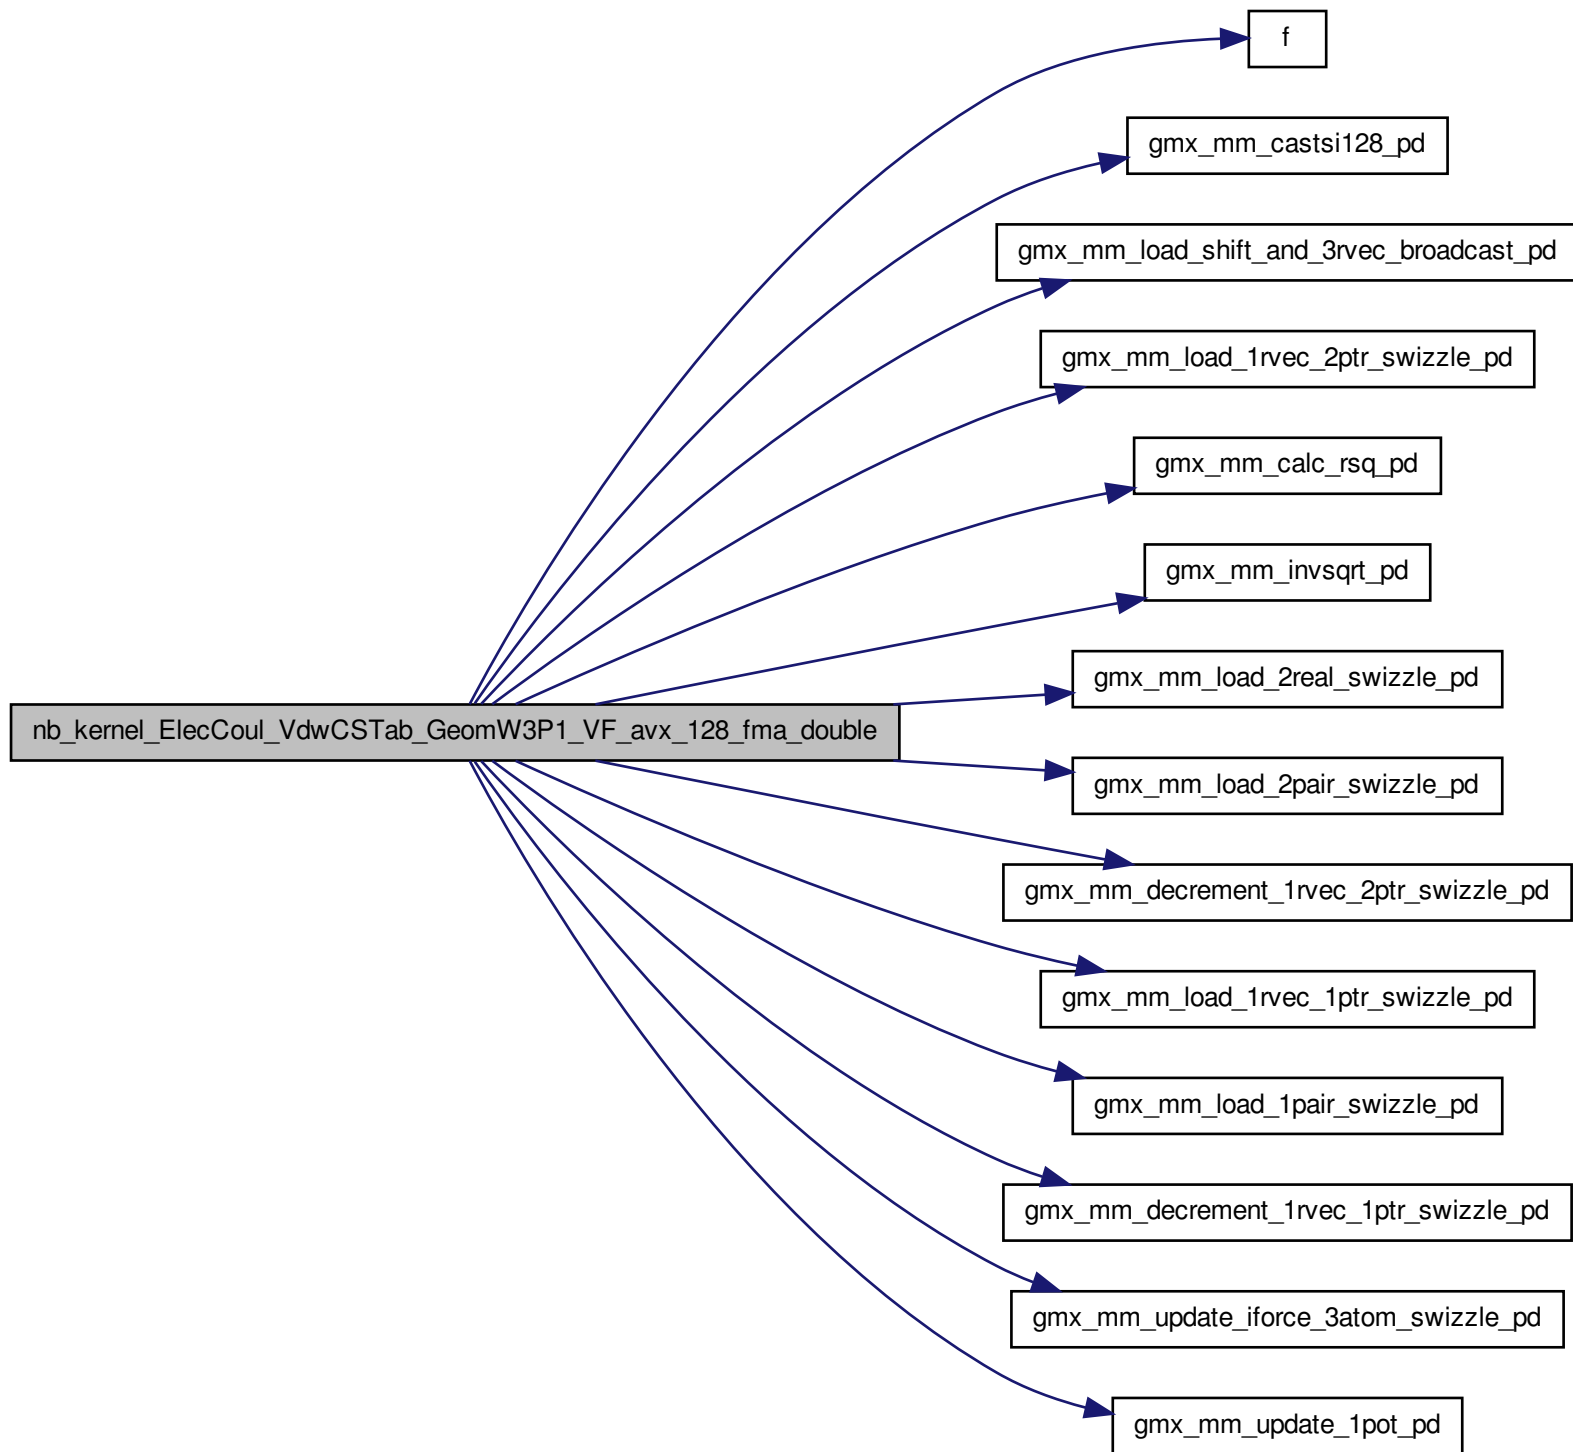 f
gmx_mm_castsi128_pd
gmx_mm_load_shift_and_3rvec_broadcast_pd
gmx_mm_load_1rvec_2ptr_swizzle_pd
gmx_mm_calc_rsq_pd
gmx_mm_invsqrt_pd
gmx_mm_load_2real_swizzle_pd
nb_kernel_ElecCoul_VdwCSTab_GeomW3P1_VF_avx_128_fma_double
gmx_mm_load_2pair_swizzle_pd
gmx_mm_decrement_1rvec_2ptr_swizzle_pd
gmx_mm_load_1rvec_1ptr_swizzle_pd
gmx_mm_load_1pair_swizzle_pd
gmx_mm_decrement_1rvec_1ptr_swizzle_pd
gmx_mm_update_iforce_3atom_swizzle_pd
gmx_mm_update_1pot_pd